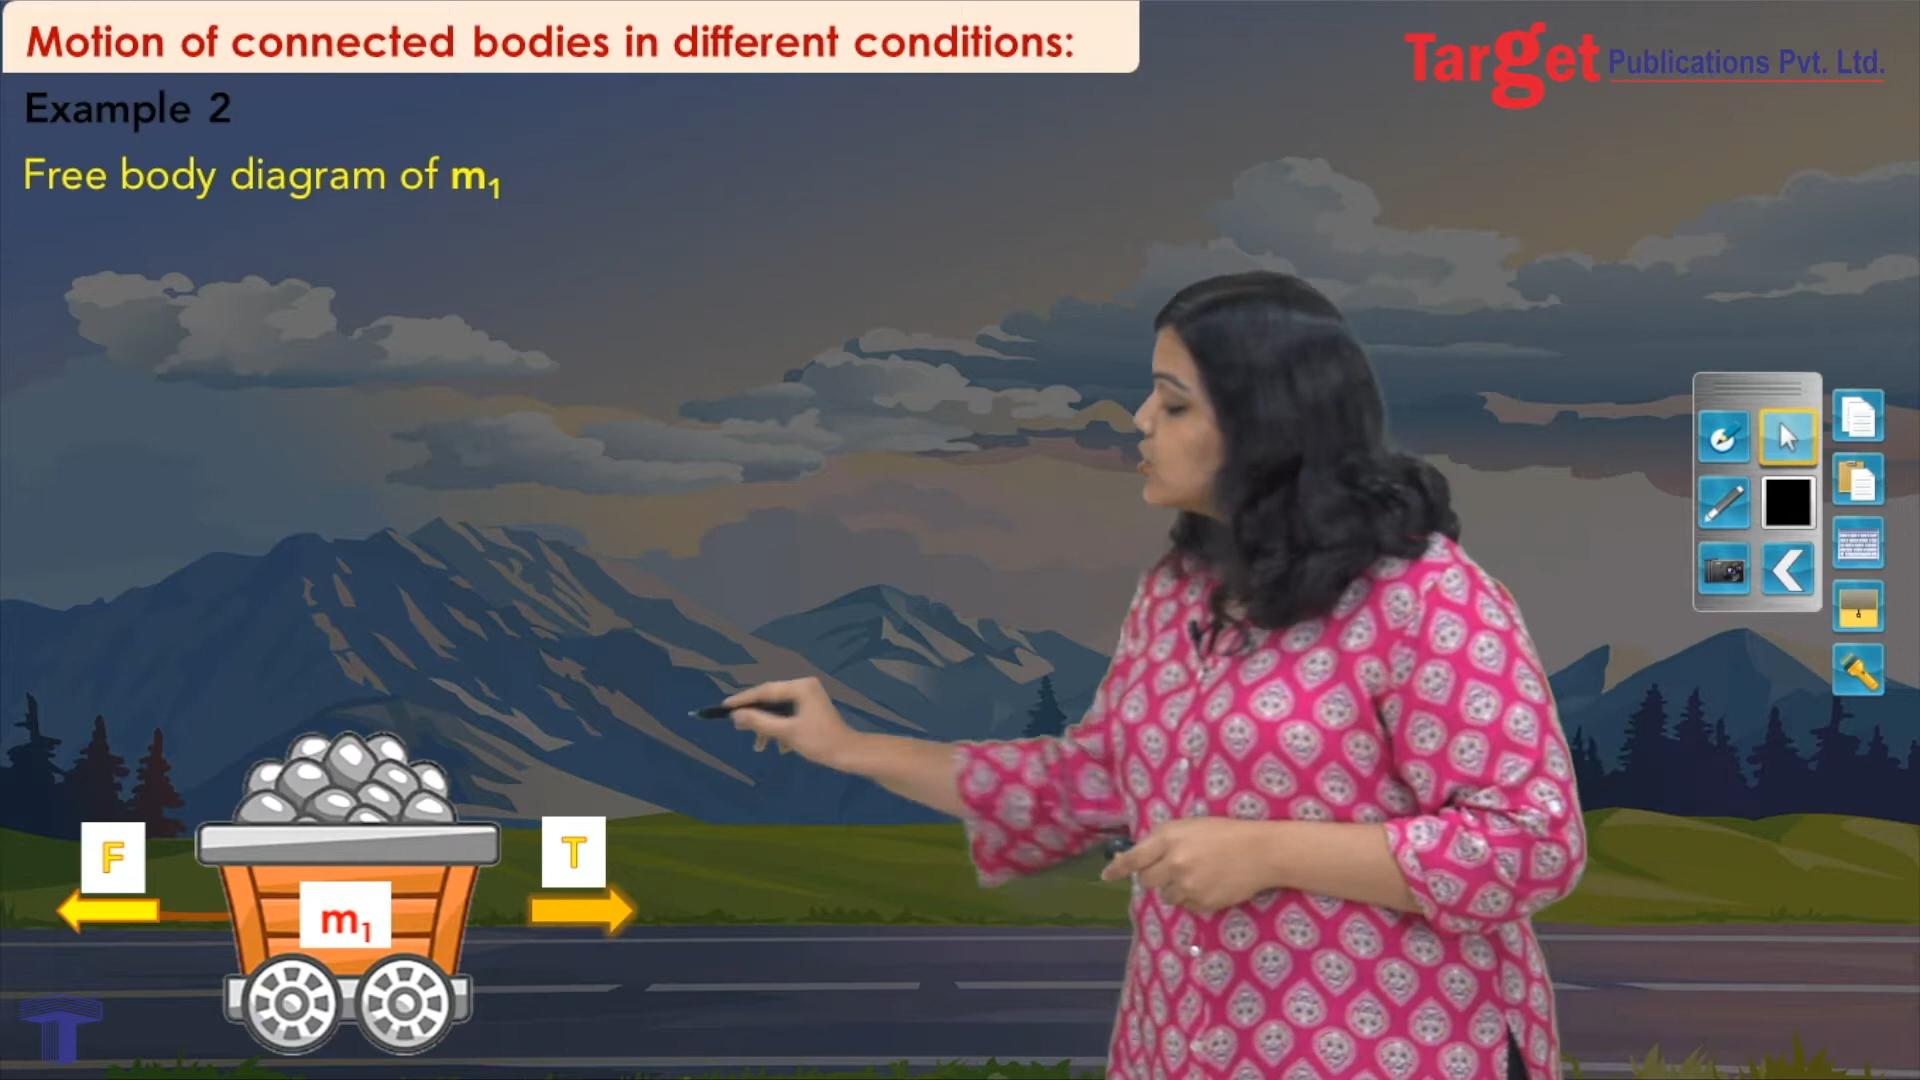 Motion of connected bodies in different conditions:
Target Publications Pvt. Ltd.
Example 2
Free body diagram of m₁
F
T
m₁
T